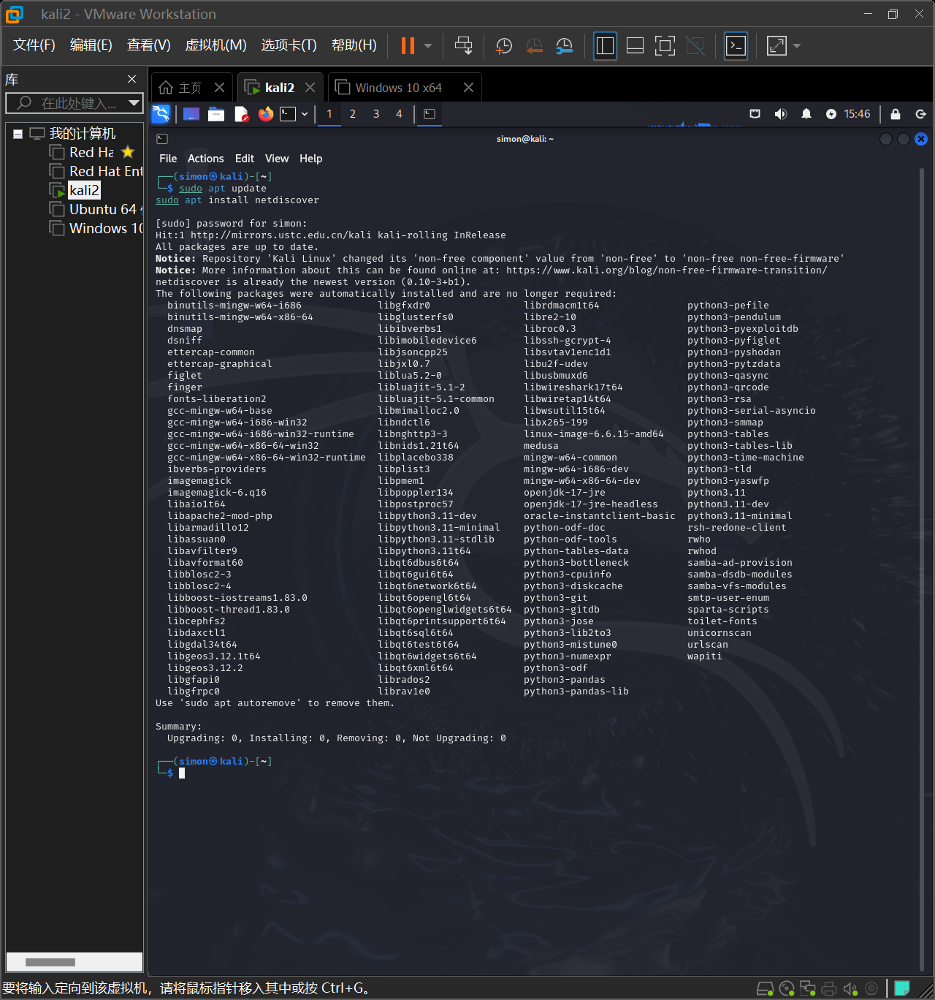 kali2 - VMware Workstation
文件(F) 编辑(E) 查看(V) 虚拟机(M) 选项卡(T) 帮助(H)
库
在此处键入...
主页 kali2 Windows 10 x64
我的计算机
Red Ha
Red Hat Ent
kali2
Ubuntu 64
Windows 10
1 2 3 4 15:46
simon@kali: ~
File Actions Edit View Help
┌──(simon㉿kali)-[~]
└─$ sudo apt update
sudo apt install netdiscover
[sudo] password for simon:
Hit:1 http://mirrors.ustc.edu.cn/kali kali-rolling InRelease
All packages are up to date.
Notice: Repository 'Kali Linux' changed its 'non-free component' value from 'non-free' to 'non-free non-free-firmware'
Notice: More information about this can be found online at: https://www.kali.org/blog/non-free-firmware-transition/
netdiscover is already the newest version (0.10-3+b1).
The following packages were automatically installed and are no longer required:
binutils-mingw-w64-i686 libgfxdr0 librdmacm1t64 python3-pefile
binutils-mingw-w64-x86-64 libglusterfs0 libre2-10 python3-pendulum
dnsmap libibverbs1 libroc0.3 python3-pyexploitdb
dsniff libimobiledevice6 libssh-gcrypt-4 python3-pyfiglet
ettercap-common libjsoncpp25 libsvtav1enc1d1 python3-pyshodan
ettercap-graphical libjxl0.7 libu2f-udev python3-pytzdata
figlet liblua5.2-0 libusbmuxd6 python3-qasync
finger libluajit-5.1-2 libwireshark17t64 python3-qrcode
fonts-liberation2 libluajit-5.1-common libwiretap14t64 python3-rsa
gcc-mingw-w64-base libmimalloc2.0 libwsutil15t64 python3-serial-asyncio
gcc-mingw-w64-i686-win32 libndctl6 libx265-199 python3-smmap
gcc-mingw-w64-i686-win32-runtime libnghttp3-3 linux-image-6.6.15-amd64 python3-tables
gcc-mingw-w64-x86-64-win32 libnids1.21t64 medusa python3-tables-lib
gcc-mingw-w64-x86-64-win32-runtime libplacebo338 mingw-w64-common python3-time-machine
ibverbs-providers libplist3 mingw-w64-i686-dev python3-tld
imagemagick libpmem1 mingw-w64-x86-64-dev python3-yaswfp
imagemagick-6.q16 libpoppler134 openjdk-17-jre python3.11
libaio1t64 libpostproc57 openjdk-17-jre-headless python3.11-dev
libapache2-mod-php libpython3.11-dev oracle-instantclient-basic python3.11-minimal
libarmadillo12 libpython3.11-minimal python-odf-doc rsh-redone-client
libassuan0 libpython3.11-stdlib python-odf-tools rwho
libavfilter9 libpython3.11t64 python-tables-data rwhod
libavformat60 libqt6dbus6t64 python3-bottleneck samba-ad-provision
libblosc2-3 libqt6gui6t64 python3-cpuinfo samba-dsdb-modules
libblosc2-4 libqt6network6t64 python3-diskcache samba-vfs-modules
libboost-iostreams1.83.0 libqt6opengl6t64 python3-git smtp-user-enum
libboost-thread1.83.0 libqt6openglwidgets6t64 python3-gitdb sparta-scripts
libcephfs2 libqt6printsupport6t64 python3-jose toilet-fonts
libdaxctl1 libqt6sql6t64 python3-lib2to3 unicornscan
libgdal34t64 libqt6test6t64 python3-mistune0 urlscan
libgeos3.12.1t64 libqt6widgets6t64 python3-numexpr wapiti
libgeos3.12.2 libqt6xml6t64 python3-odf
libgfapi0 librados2 python3-pandas
libgfrpc0 librav1e0 python3-pandas-lib
Use 'sudo apt autoremove' to remove them.
Summary:
Upgrading: 0, Installing: 0, Removing: 0, Not Upgrading: 0
┌──(simon㉿kali)-[~]
└─$
要将输入定向到该虚拟机，请将鼠标指针移入其中或按 Ctrl+G。